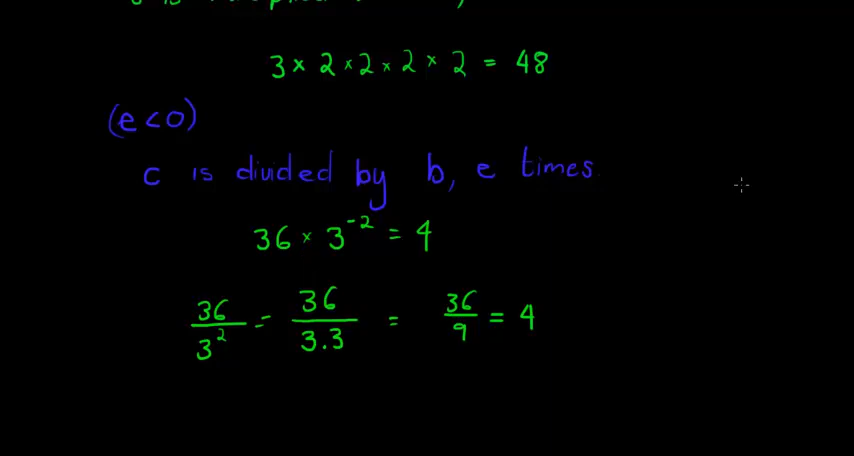 3 × 2 × 2 × 2 × 2 = 48
(e<0)
c is divided by b, e times.
36 × 3⁻² = 4
36/3² = 36/3.3 = 36/9 = 4